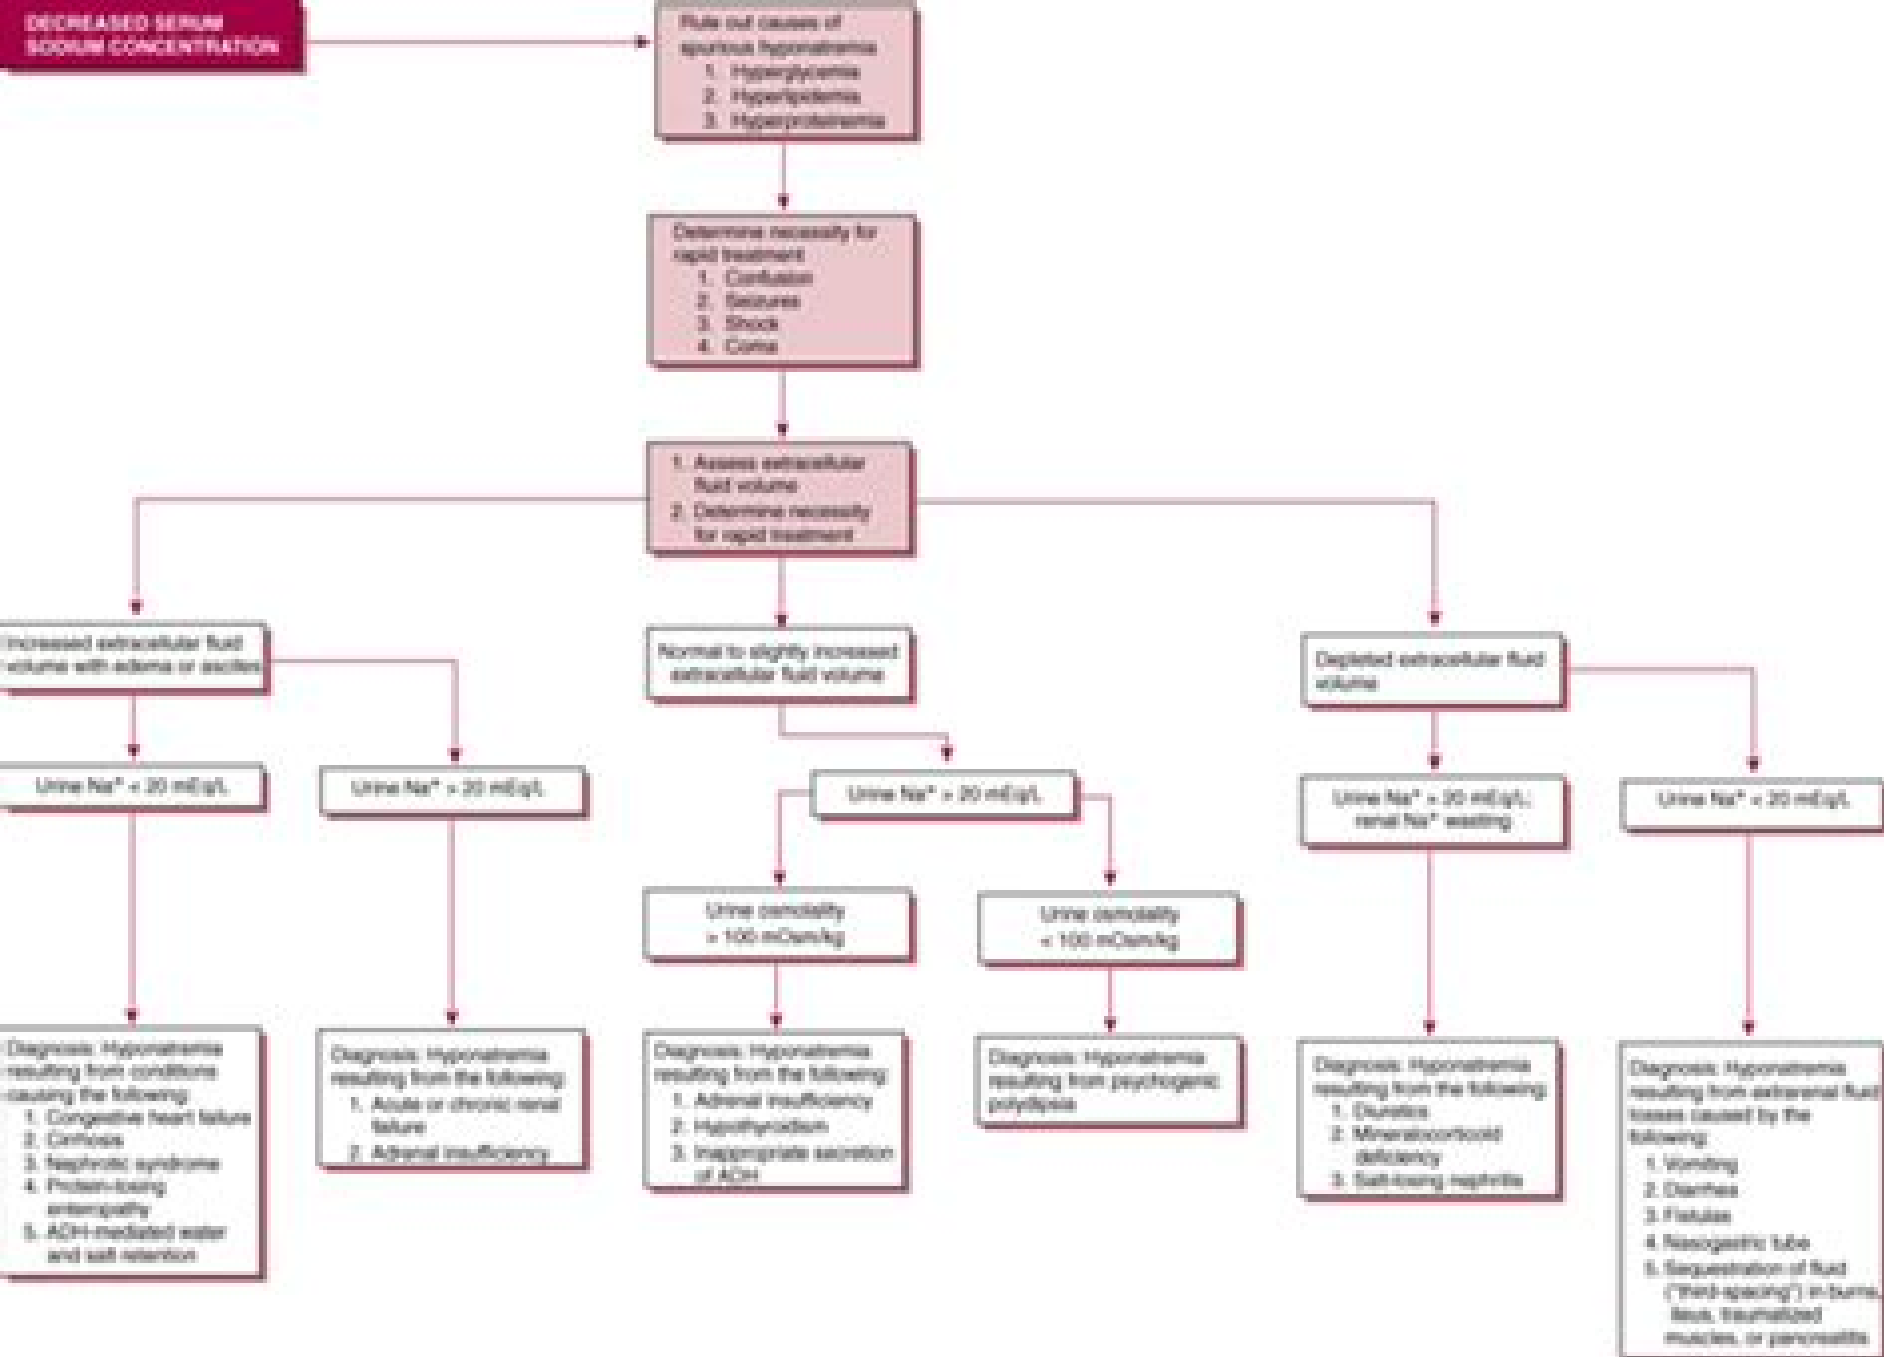 DECREASED SERUM
SODIUM CONCENTRATION
Rule out causes of
spurious hyponatremia
1. Hyperglycemia
2. Hyperlipidemia
3. Hyperproteinemia
Determine necessity for
rapid treatment
1. Confusion
2. Seizures
3. Shock
4. Coma
1. Assess extracellular
fluid volume
2. Determine necessity
for rapid treatment
Increased extracellular fluid
volume with edema or ascites
Normal to slightly increased
extracellular fluid volume
Depleted extracellular fluid
volume
Urine Na+ < 20 mEq/L
Urine Na+ > 20 mEq/L
Urine Na+ > 20 mEq/L
Urine Na+ > 20 mEq/L;
renal Na+ wasting
Urine Na+ < 20 mEq/L
Urine osmolality
> 100 mOsm/kg
Urine osmolality
< 100 mOsm/kg
Diagnosis: Hyponatremia
resulting from conditions
causing the following:
1. Congestive heart failure
2. Cirrhosis
3. Nephrotic syndrome
4. Protein-losing
enteropathy
5. ADH-mediated water
and salt retention
Diagnosis: Hyponatremia
resulting from the following:
1. Acute or chronic renal
failure
2. Adrenal insufficiency
Diagnosis: Hyponatremia
resulting from the following:
1. Adrenal insufficiency
2. Hypothyroidism
3. Inappropriate secretion
of ADH
Diagnosis: Hyponatremia
resulting from psychogenic
polydipsia
Diagnosis: Hyponatremia
resulting from the following:
1. Diuretics
2. Mineralocorticoid
deficiency
3. Salt-losing nephritis
Diagnosis: Hyponatremia
resulting from extrarenal fluid
losses caused by the
following:
1. Vomiting
2. Diarrhea
3. Fistulas
4. Nasogastric tube
5. Sequestration of fluid
("third-spacing") in burns,
ileus, traumatized
muscles, or pancreatitis